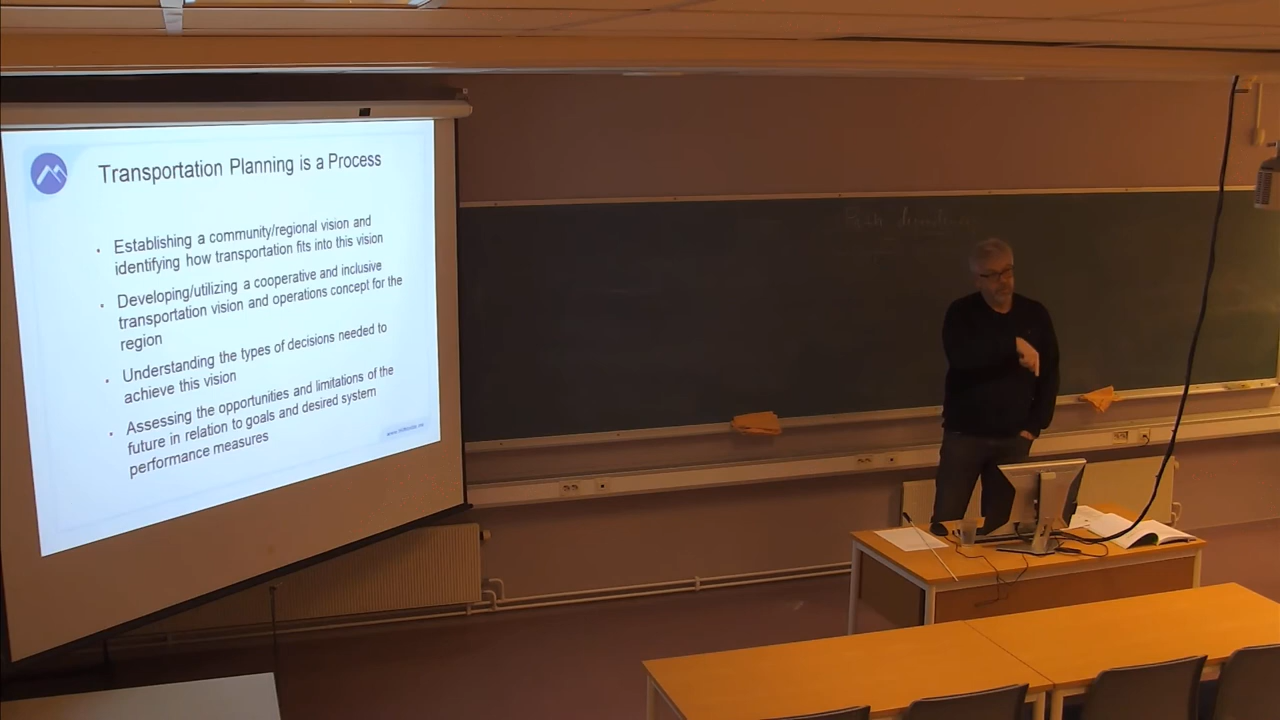 Transportation Planning is a Process
• Establishing a community/regional vision and
identifying how transportation fits into this vision
• Developing/utilizing a cooperative and inclusive
transportation vision and operations concept for the
region
• Understanding the types of decisions needed to
achieve this vision
• Assessing the opportunities and limitations of the
future in relation to goals and desired system
performance measures